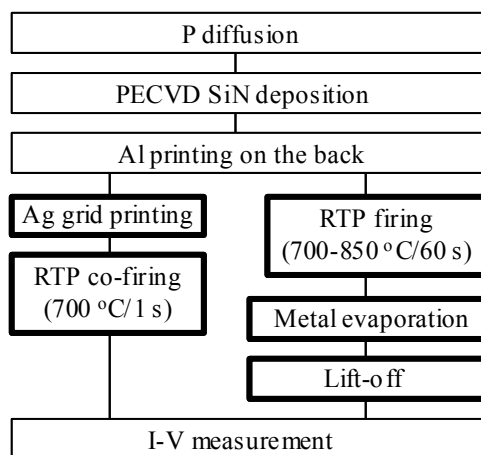 P diffusion
PECVD SiN deposition
Al printing on the back
Ag grid printing
RTP co-firing
(700 °C/1 s)
RTP firing
(700-850 °C/60 s)
Metal evaporation
Lift-off
I-V measurement